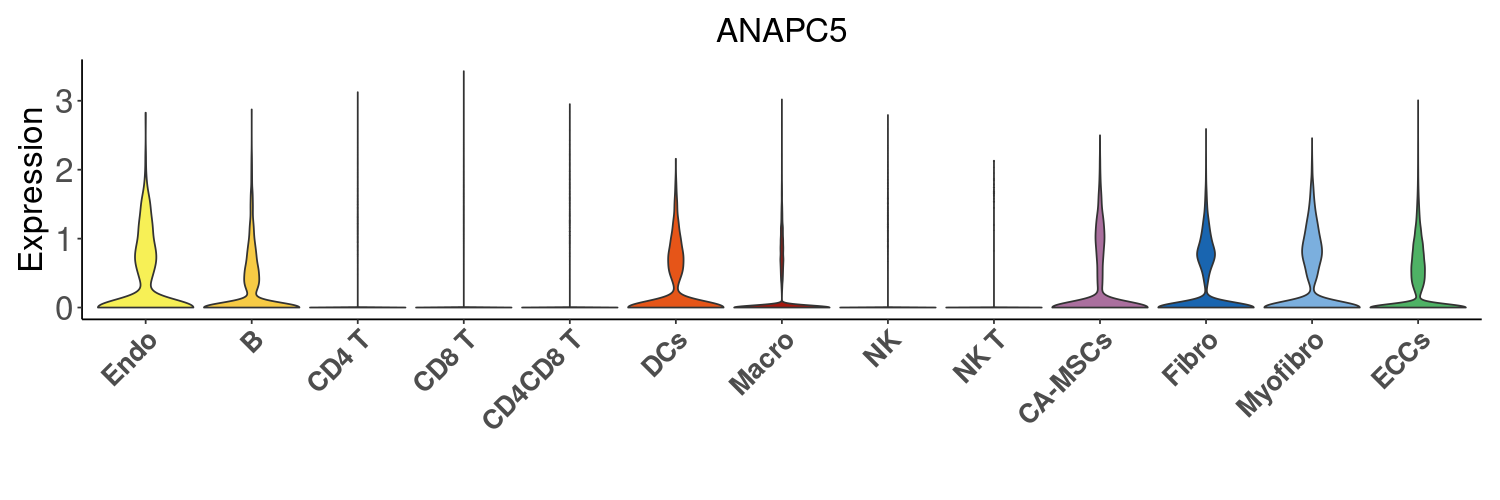 ANAPC5
Expression
3
2
1
0
Endo
B
CD4 T
CD8 T
CD4CD8 T
DCs
Macro
NK
NK T
CA-MSCs
Fibro
Myofibro
ECCs